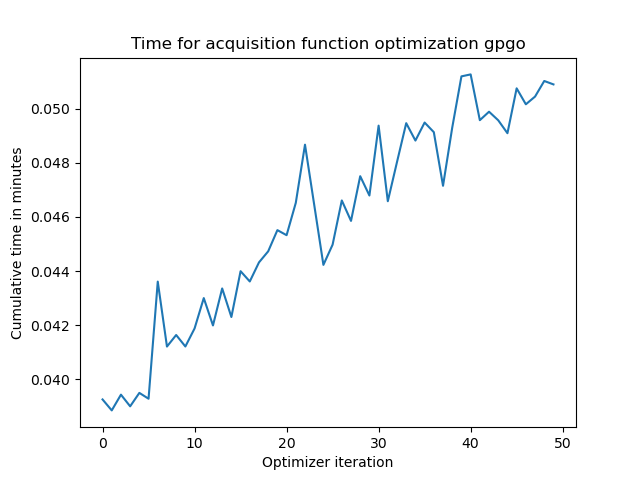 Time for acquisition function optimization gpgo
Cumulative time in minutes
0.050
0.048
0.046
0.044
0.042
0.040
0 10 20 30 40 50
Optimizer iteration